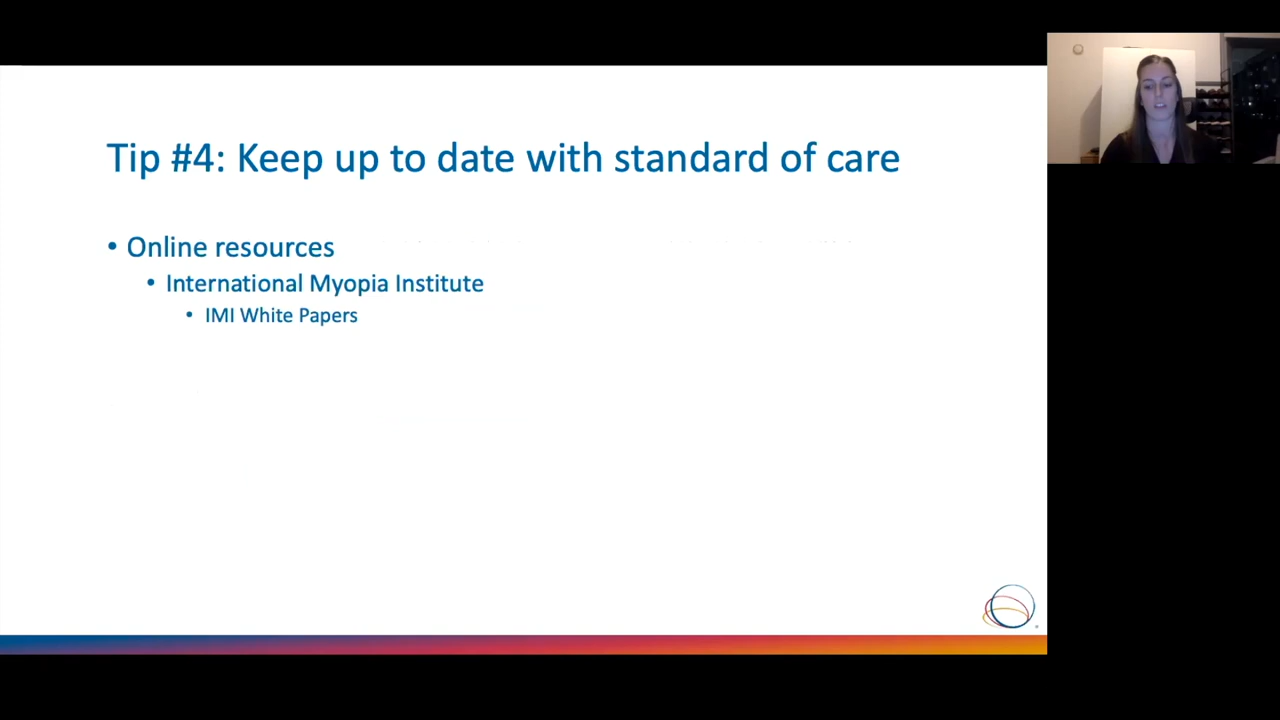 Tip #4: Keep up to date with standard of care
• Online resources
• International Myopia Institute
• IMI White Papers